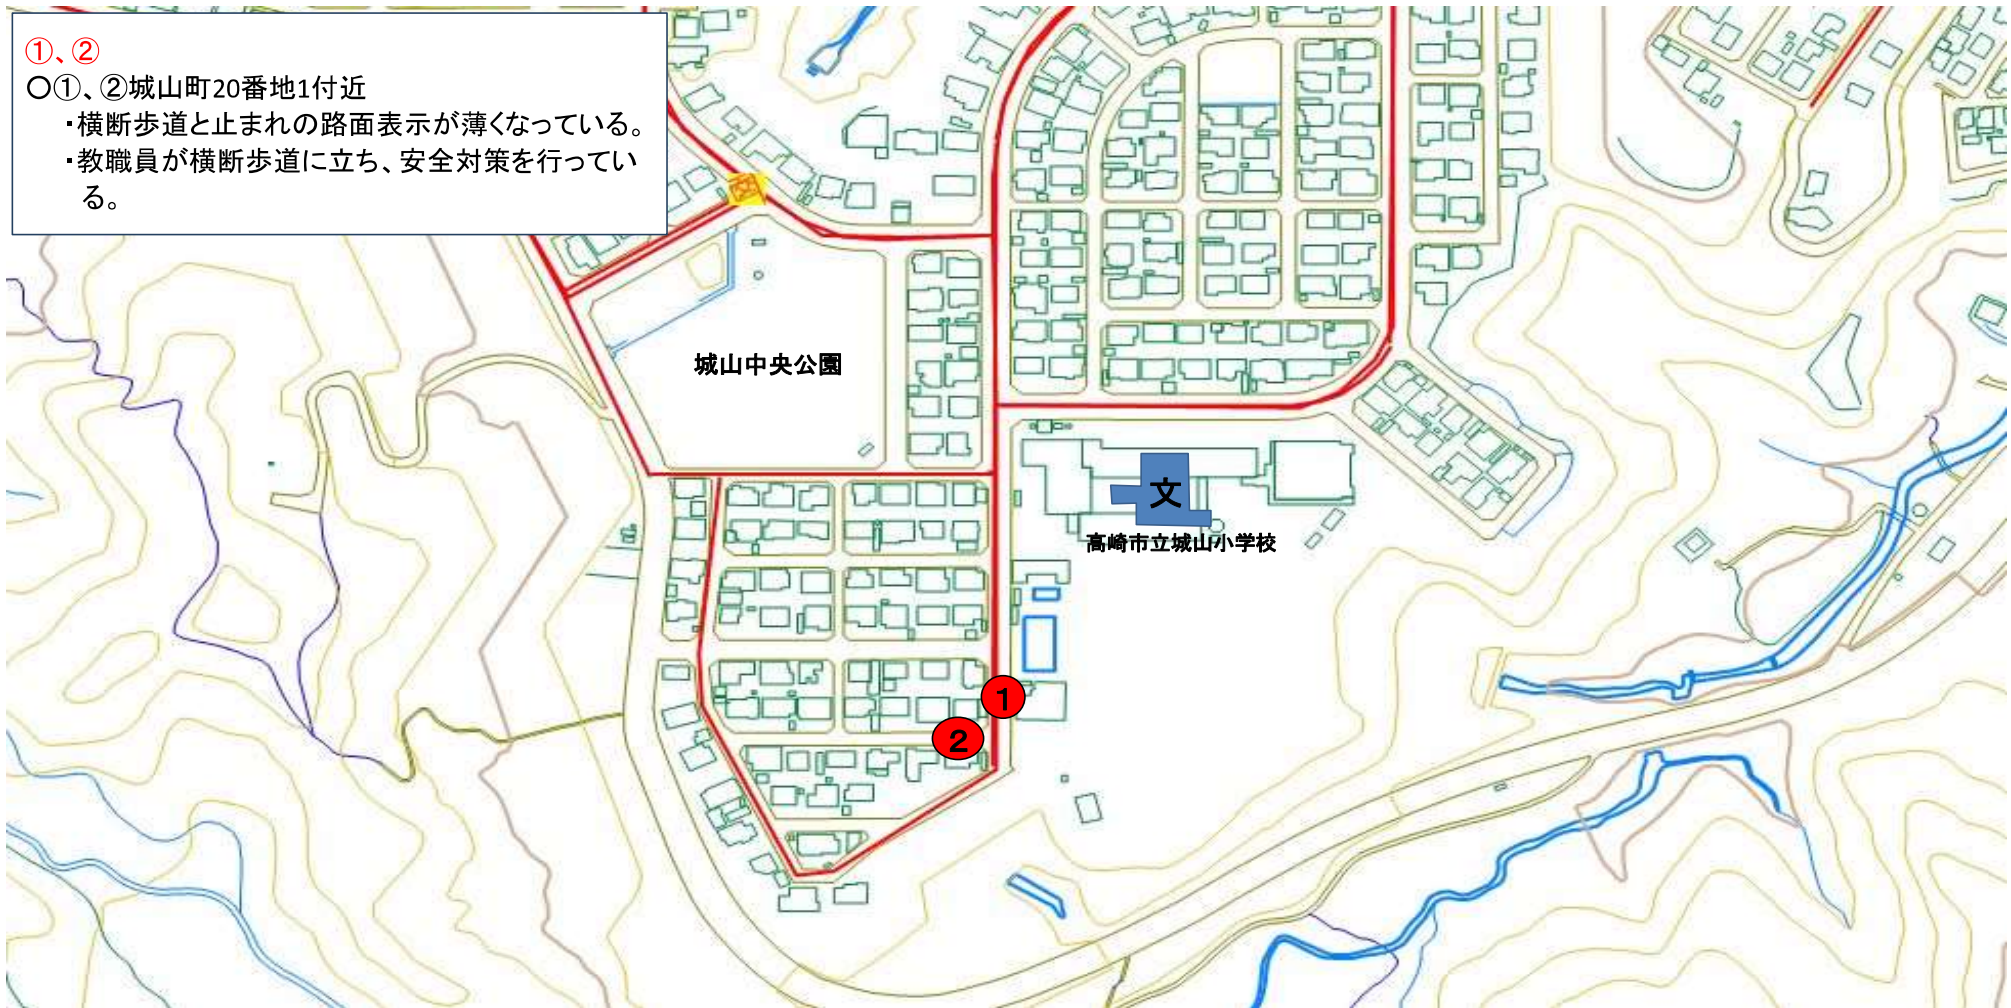 ①、②
○①、②城山町20番地1付近
・横断歩道と止まれの路面表示が薄くなっている。
・教職員が横断歩道に立ち、安全対策を行ってい
る。
城山中央公園
文
高崎市立城山小学校
1
2